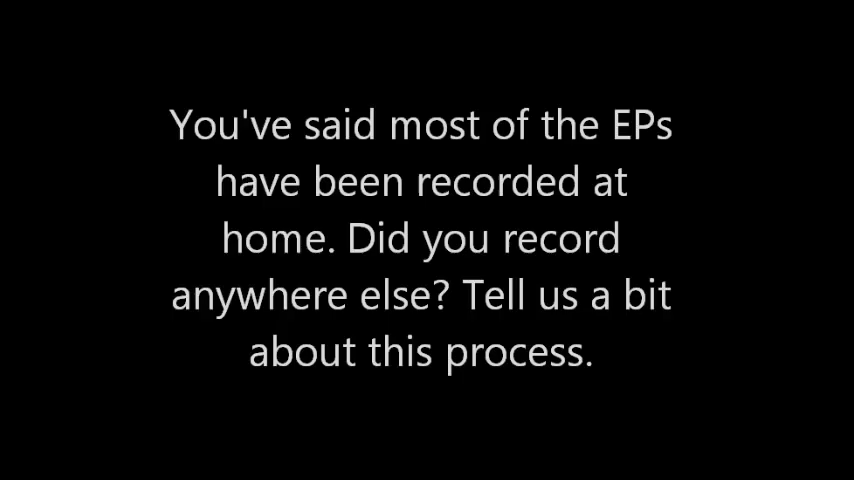 You've said most of the EPs
have been recorded at
home. Did you record
anywhere else? Tell us a bit
about this process.